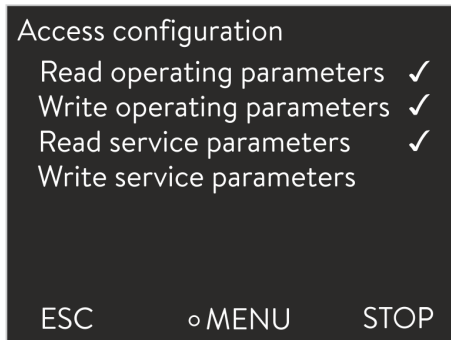 Access configuration
Read operating parameters ✓
Write operating parameters ✓
Read service parameters ✓
Write service parameters
ESC ○ MENU STOP